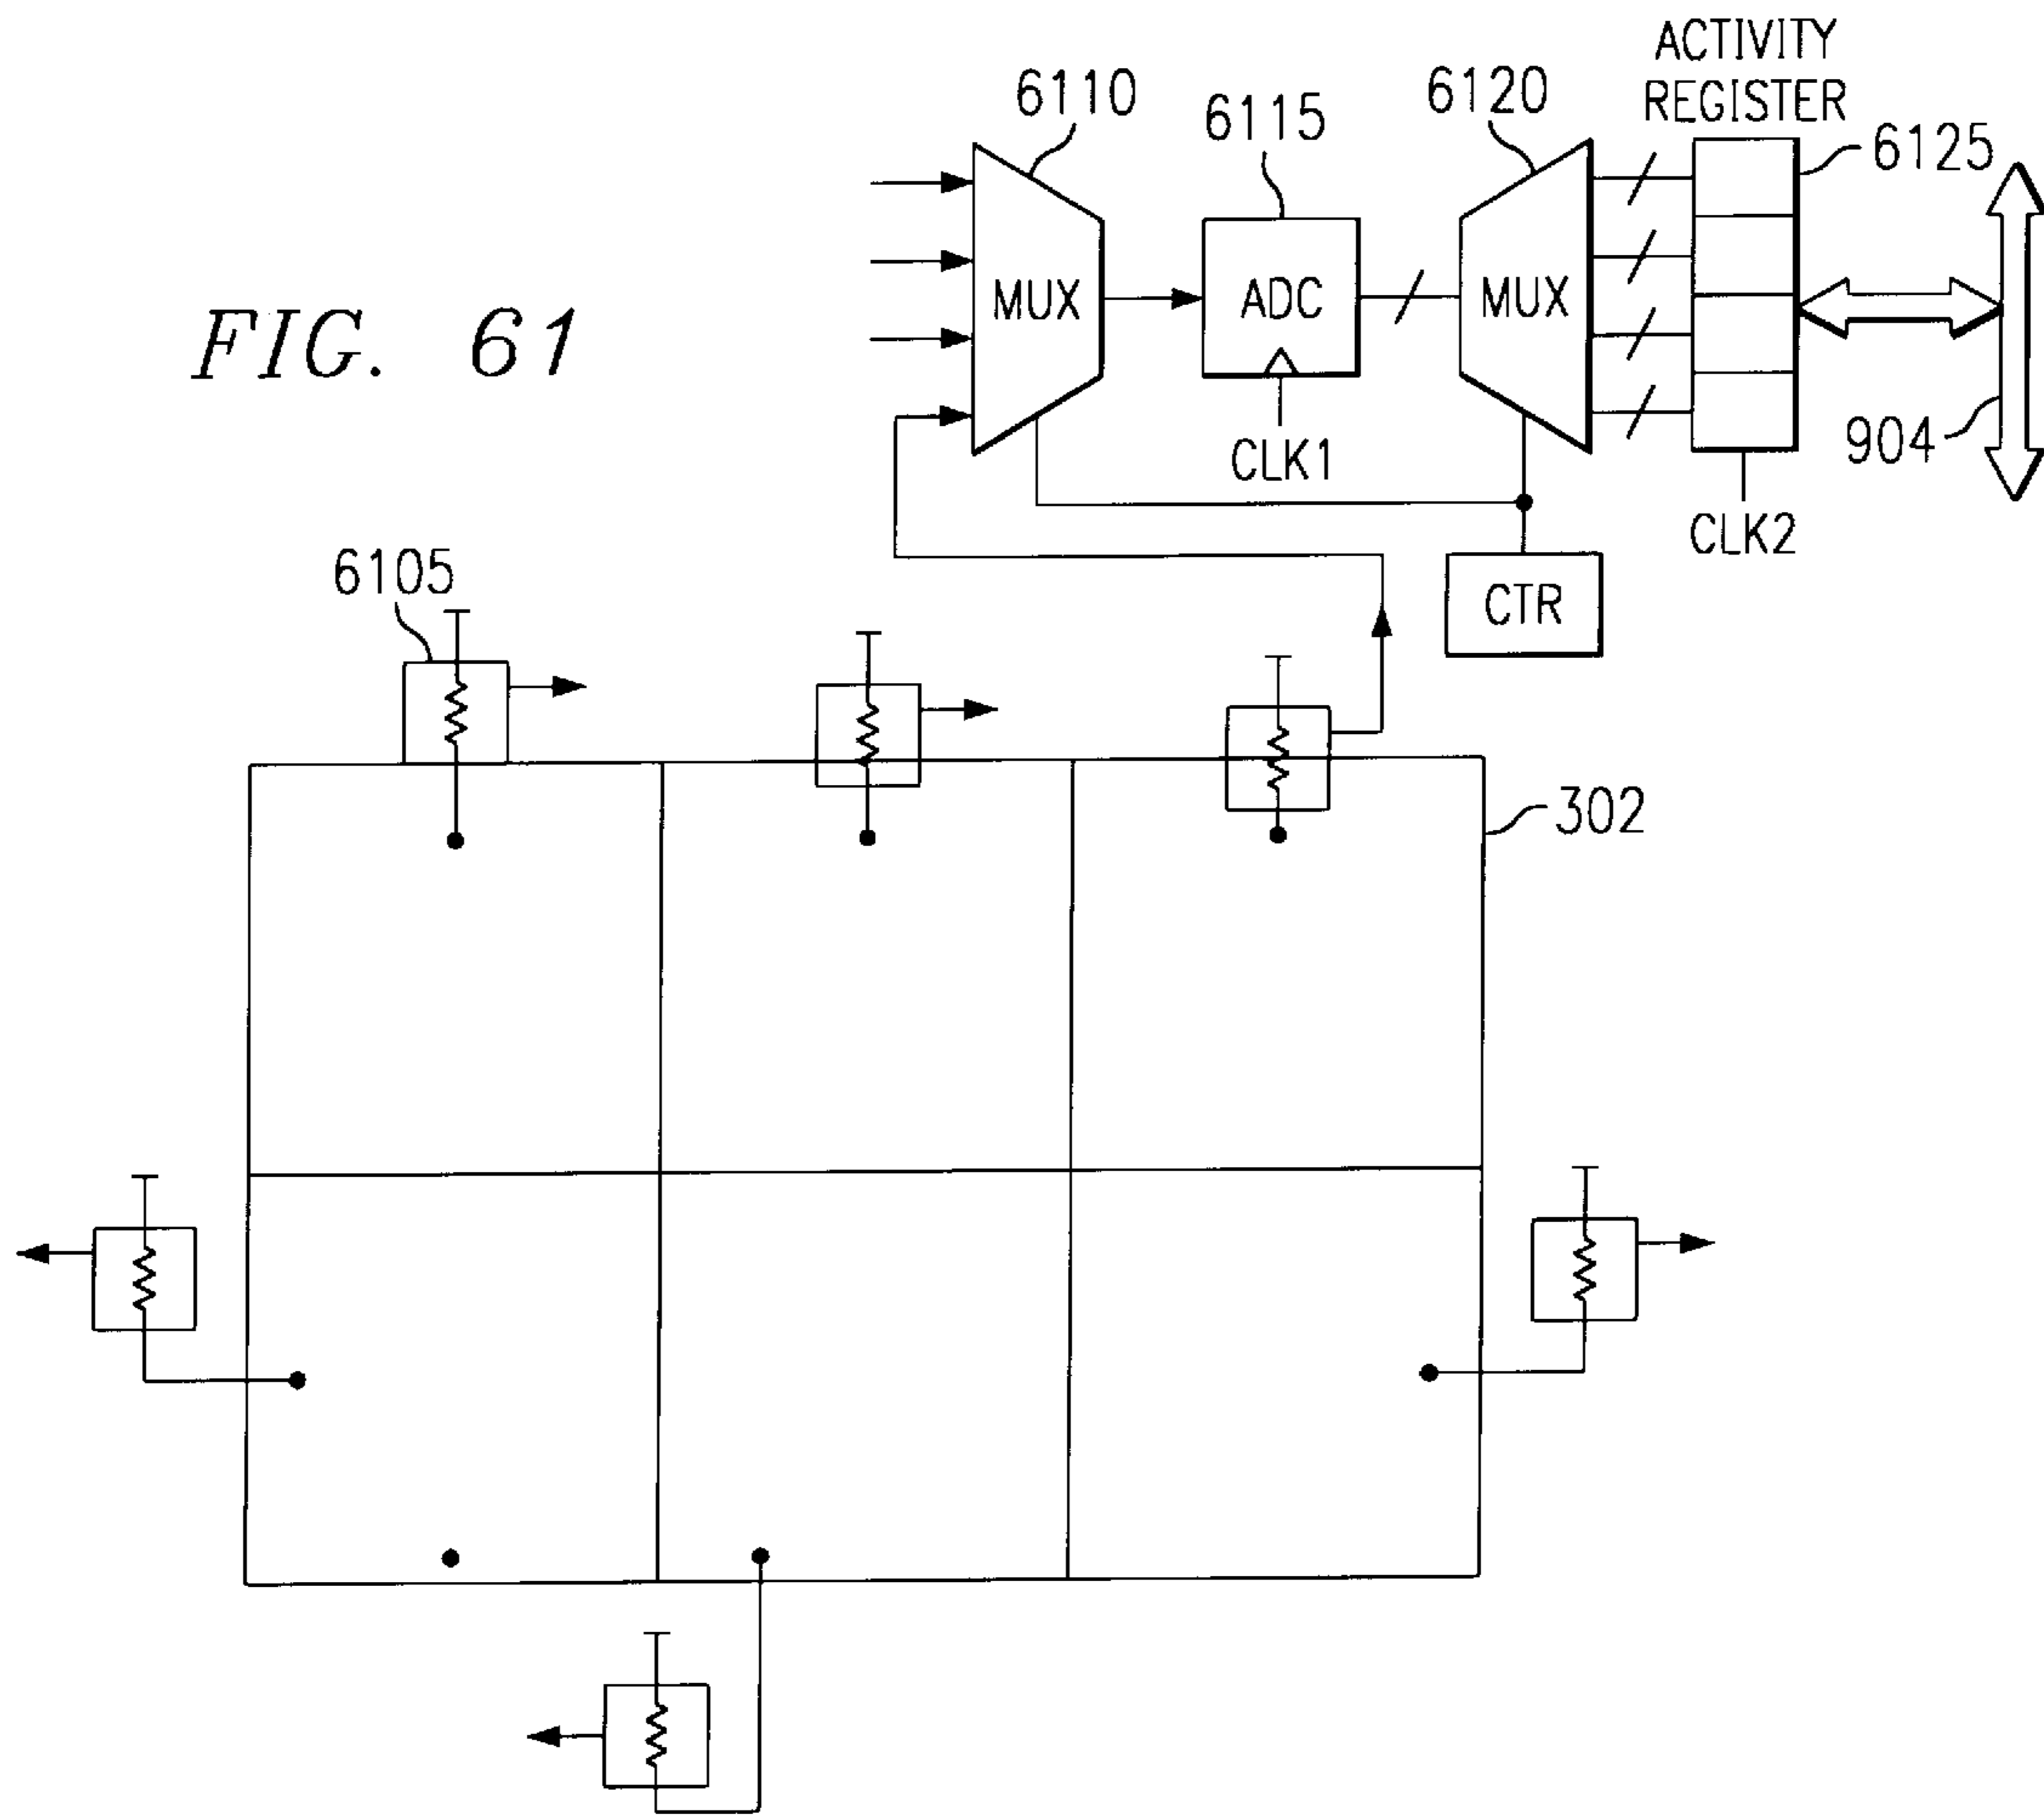 ACTIVITY
REGISTER
6110
6115
6120
6125
FIG. 61
MUX
ADC
MUX
904
CLK1
CLK2
6105
CTR
302